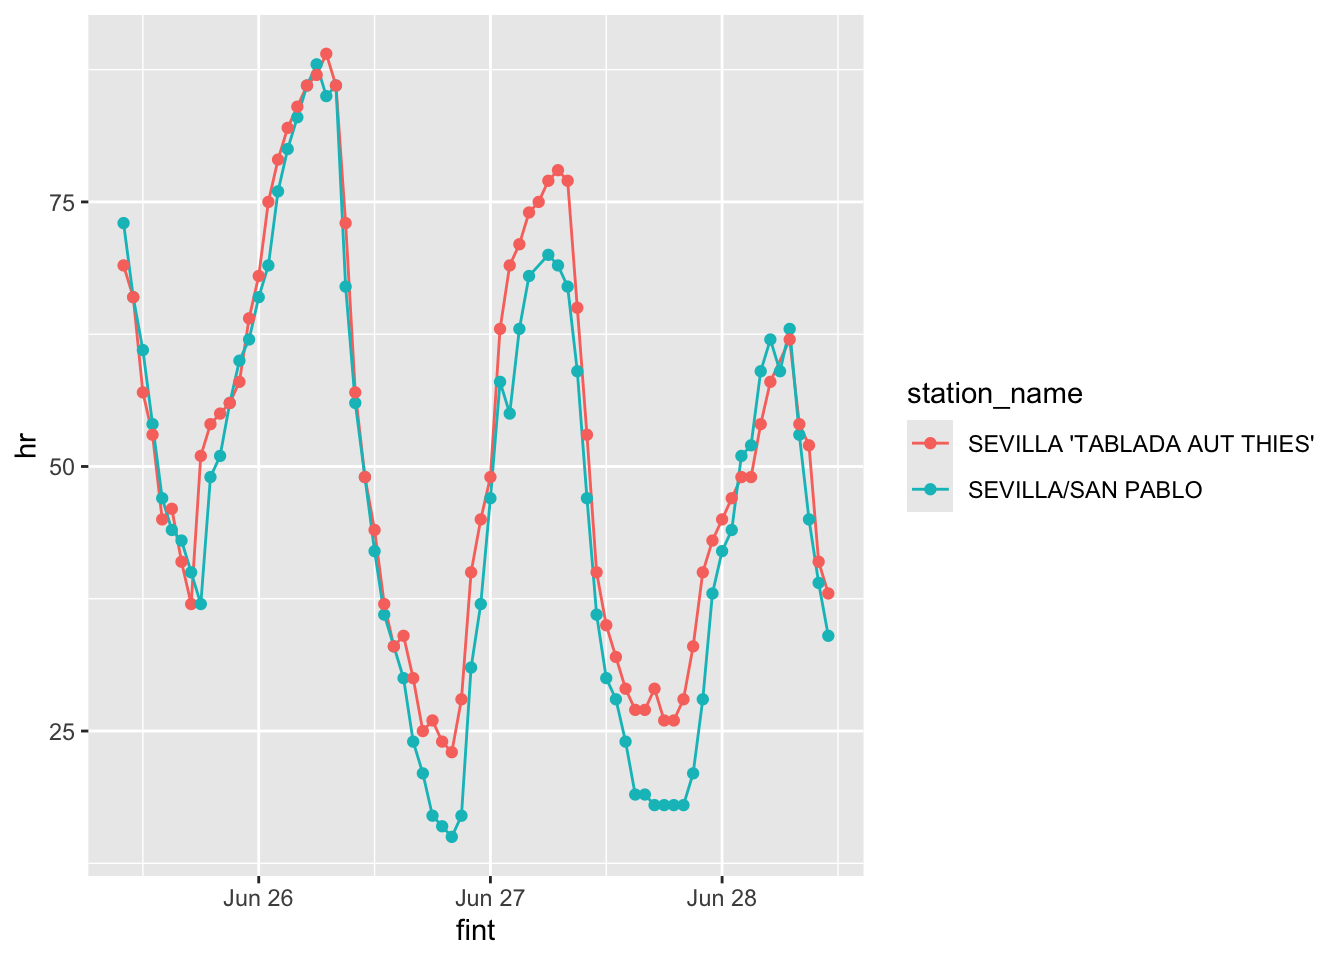 75
50
25
hr
Jun 26
Jun 27
Jun 28
fint
station_name
SEVILLA 'TABLADA AUT THIES'
SEVILLA/SAN PABLO